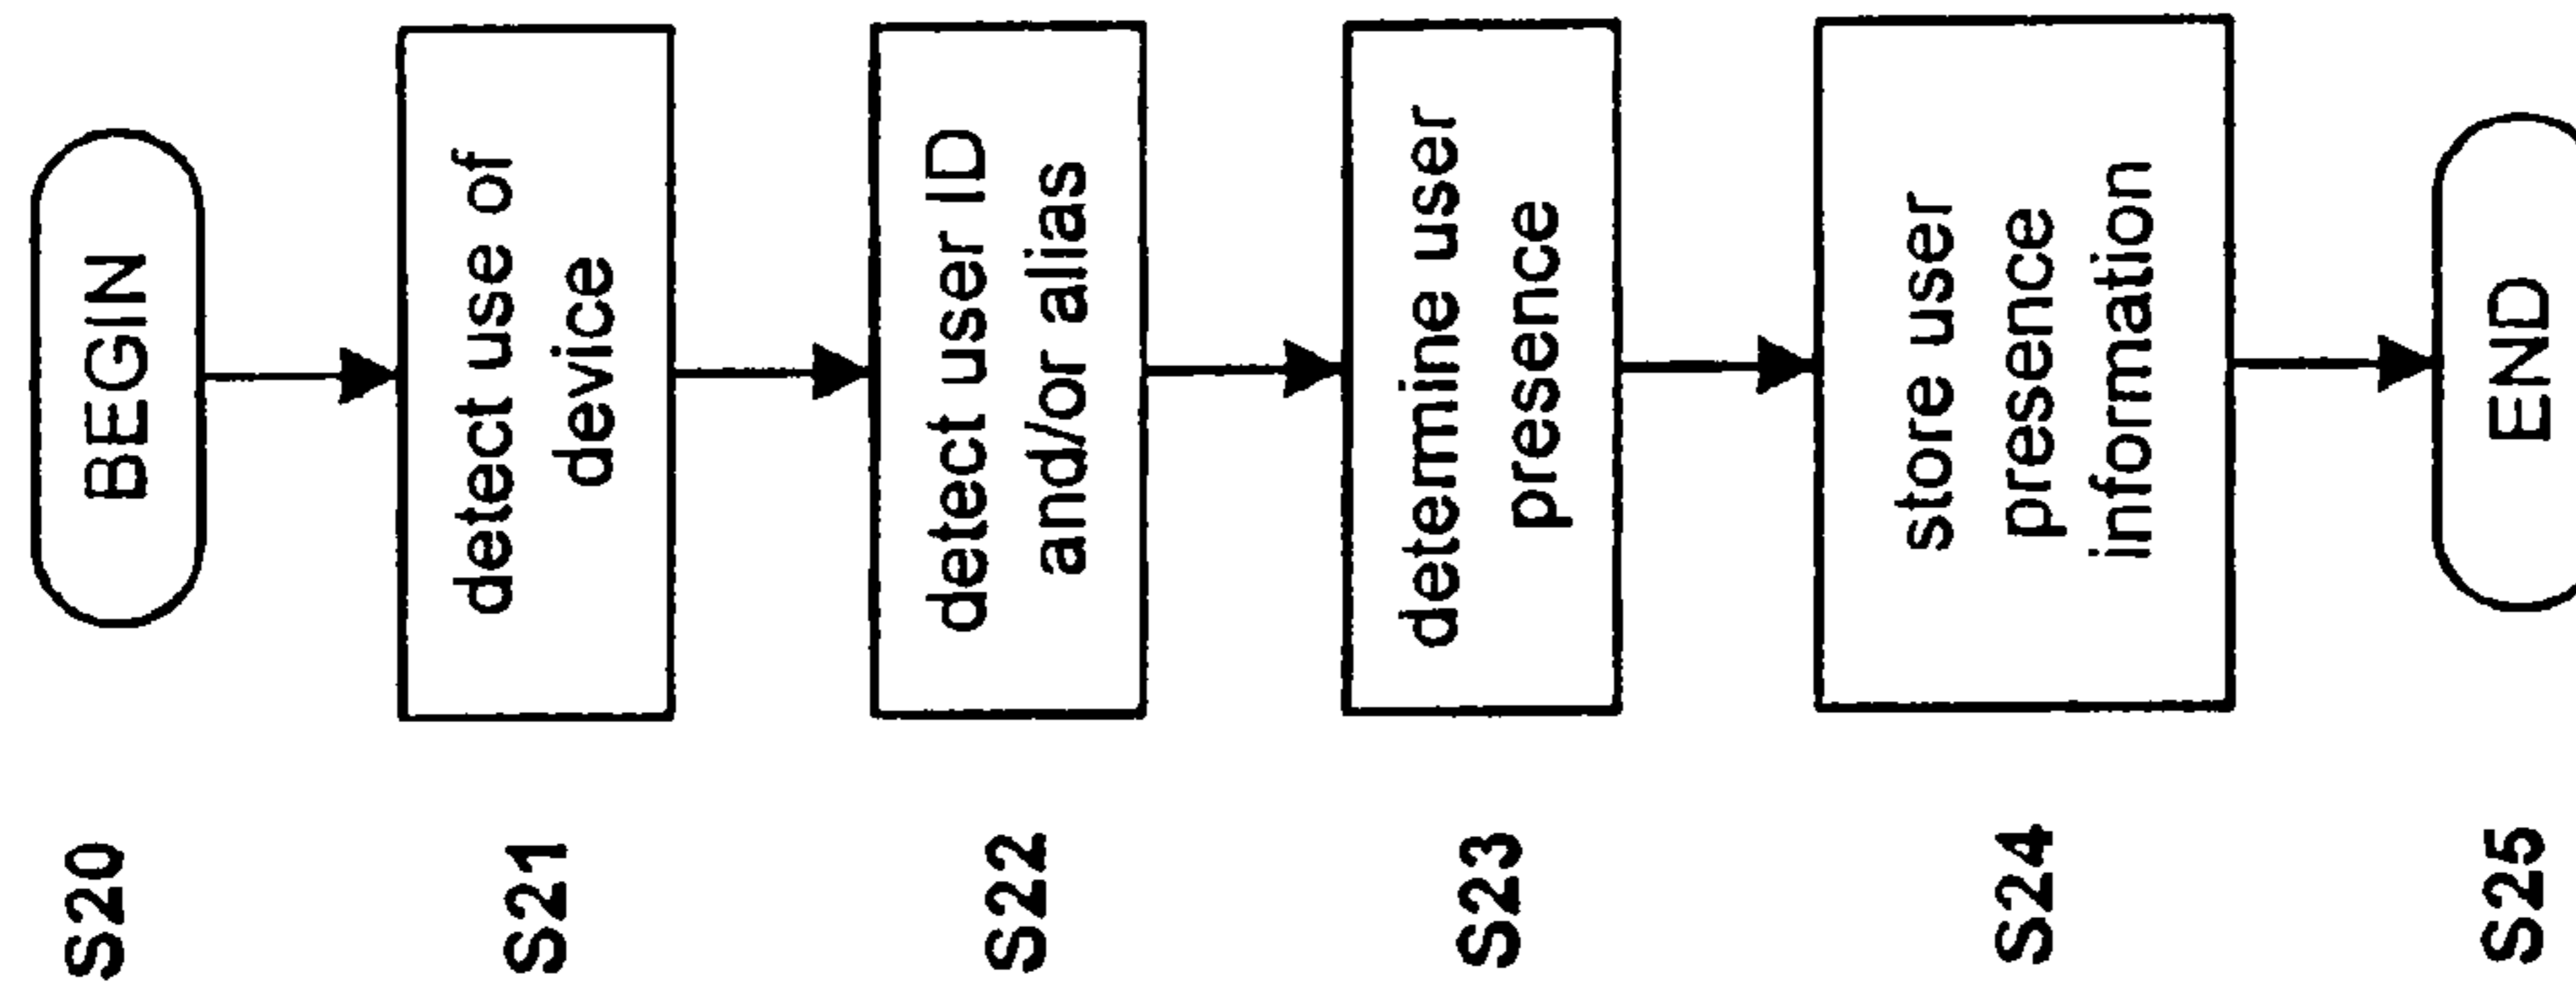 S20
BEGIN
S21
detect use of
device
S22
detect user ID
and/or alias
S23
determine user
presence
S24
store user
presence
information
S25
END